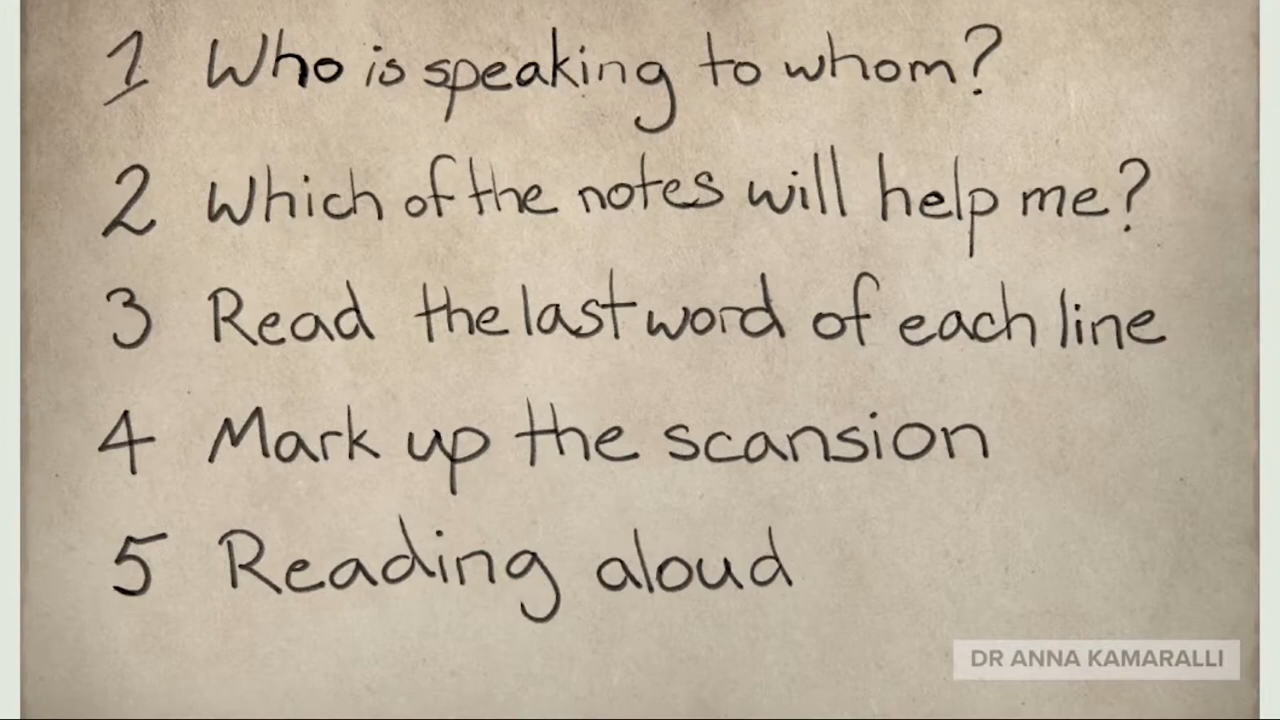 1 Who is speaking to whom?
2 Which of the notes will help me?
3 Read the last word of each line
4 Mark up the scansion
5 Reading aloud
DR ANNA KAMARALLI